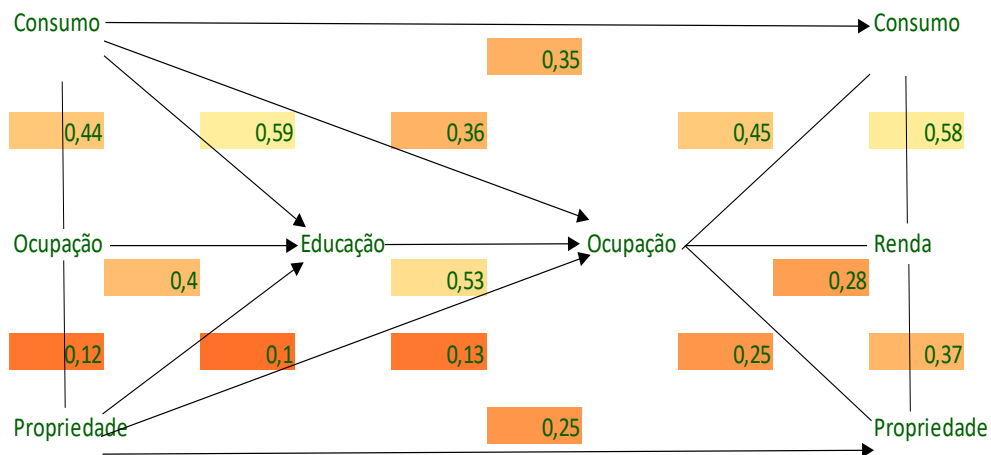 Consumo Consumo
0,35
0,44 0,59 0,36 0,45 0,58
Ocupação Educação Ocupação Renda
0,4 0,53 0,28
0,12 0,1 0,13 0,25 0,37
Propriedade Propriedade
0,25